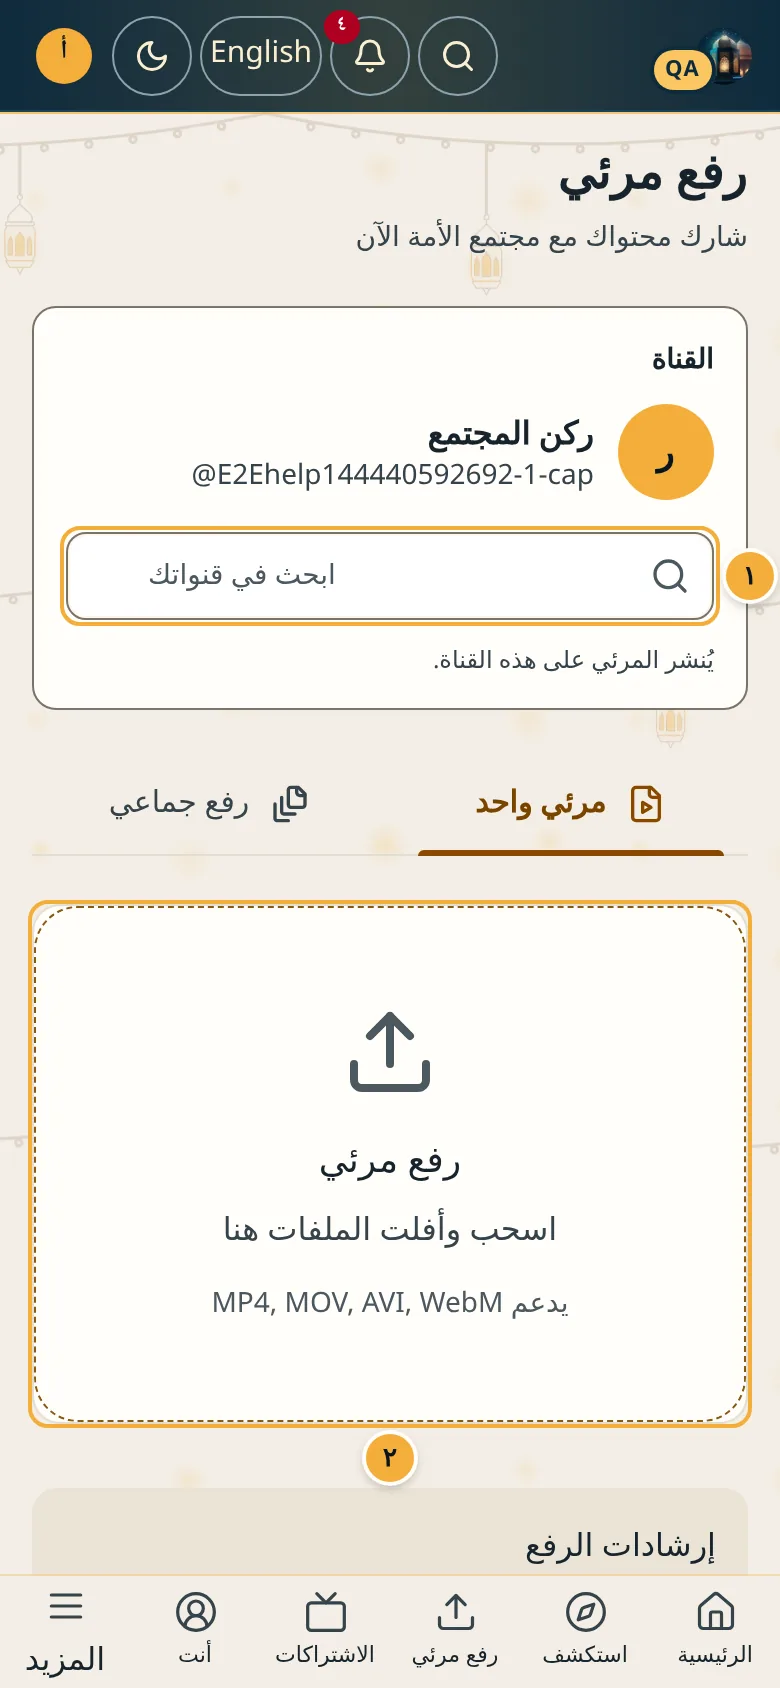 QA
٤
English
أ
رفع مرئي
شارك محتواك مع مجتمع الأمة الآن
القناة
ر
ركن المجتمع
@E2Ehelp144440592692-1-cap
ابحث في قنواتك
١
يُنشر المرئي على هذه القناة.
مرئي واحد
رفع جماعي
رفع مرئي
اسحب وأفلت الملفات هنا
يدعم MP4, MOV, AVI, WebM
٢
إرشادات الرفع
الرئيسية
استكشف
رفع مرئي
الاشتراكات
أنت
المزيد